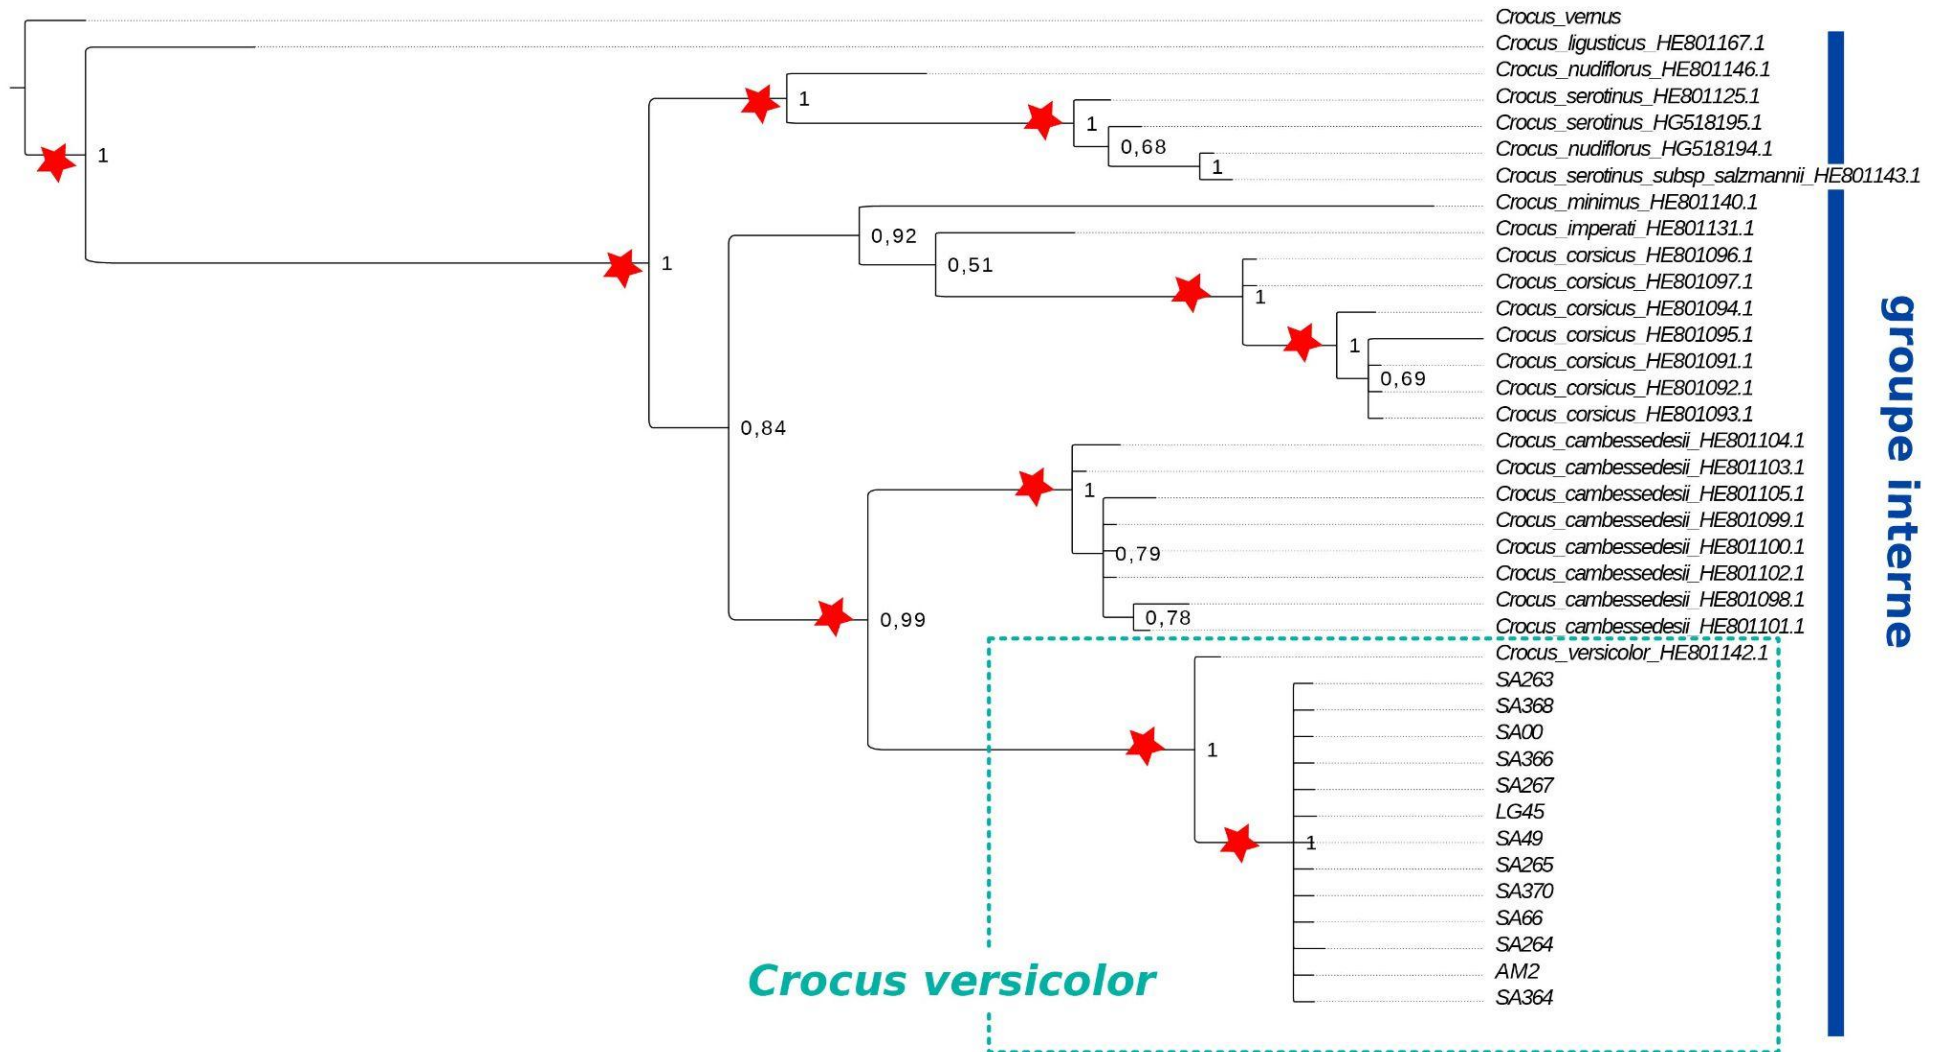 Crocus_vernus
Crocus_ligusticus_HE801167.1
Crocus_nudiflorus_HE801146.1
1
Crocus_serotinus_HE801125.1
1
Crocus_serotinus_HG518195.1
0,68
Crocus_nudiflorus_HG518194.1
1
1
Crocus_serotinus_subsp_salzmannii_HE801143.1
Crocus_minimus_HE801140.1
Crocus_imperati_HE801131.1
0,92
Crocus_corsicus_HE801096.1
1
0,51
Crocus_corsicus_HE801097.1
1
Crocus_corsicus_HE801094.1
Crocus_corsicus_HE801095.1
1
Crocus_corsicus_HE801091.1
0,69
Crocus_corsicus_HE801092.1
Crocus_corsicus_HE801093.1
0,84
Crocus_cambessedesii_HE801104.1
Crocus_cambessedesii_HE801103.1
1
Crocus_cambessedesii_HE801105.1
Crocus_cambessedesii_HE801099.1
Crocus_cambessedesii_HE801100.1
0,79
Crocus_cambessedesii_HE801102.1
Crocus_cambessedesii_HE801098.1
0,99
0,78
Crocus_cambessedesii_HE801101.1
Crocus_versicolor_HE801142.1
SA263
SA368
SA00
1
SA366
SA267
LG45
SA49
1
SA265
SA370
SA66
SA264
AM2
SA364
Crocus versicolor
groupe interne